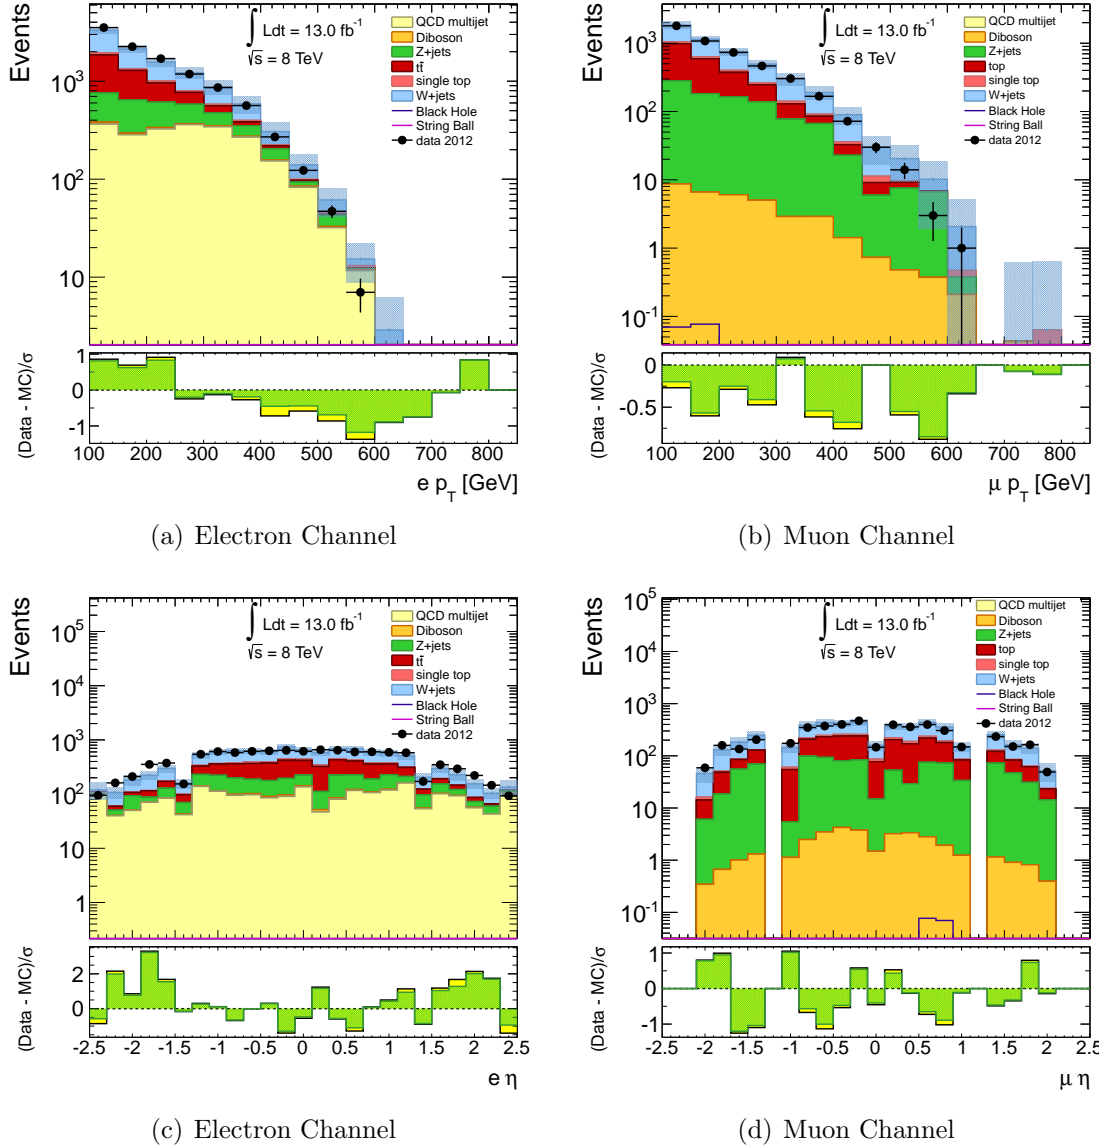 Events
∫ Ldt = 13.0 fb⁻¹
√s = 8 TeV
QCD multijet
Diboson
Z+jets
tt̄
single top
W+jets
Black Hole
String Ball
data 2012
10³
10²
10
(Data - MC)/σ
1
0
-1
100 200 300 400 500 600 700 800
e p_T [GeV]
(a) Electron Channel
Events
∫ Ldt = 13.0 fb⁻¹
√s = 8 TeV
QCD multijet
Diboson
Z+jets
top
single top
W+jets
Black Hole
String Ball
data 2012
10³
10²
10
1
10⁻¹
(Data - MC)/σ
0
-0.5
100 200 300 400 500 600 700 800
μ p_T [GeV]
(b) Muon Channel
Events
∫ Ldt = 13.0 fb⁻¹
√s = 8 TeV
QCD multijet
Diboson
Z+jets
tt̄
single top
W+jets
Black Hole
String Ball
data 2012
10⁵
10⁴
10³
10²
10
1
(Data - MC)/σ
2
0
-2.5 -2 -1.5 -1 -0.5 0 0.5 1 1.5 2 2.5
e η
(c) Electron Channel
Events
∫ Ldt = 13.0 fb⁻¹
√s = 8 TeV
QCD multijet
Diboson
Z+jets
top
single top
W+jets
Black Hole
String Ball
data 2012
10⁵
10⁴
10³
10²
10
1
10⁻¹
(Data - MC)/σ
1
0
-1
-2.5 -2 -1.5 -1 -0.5 0 0.5 1 1.5 2 2.5
μ η
(d) Muon Channel